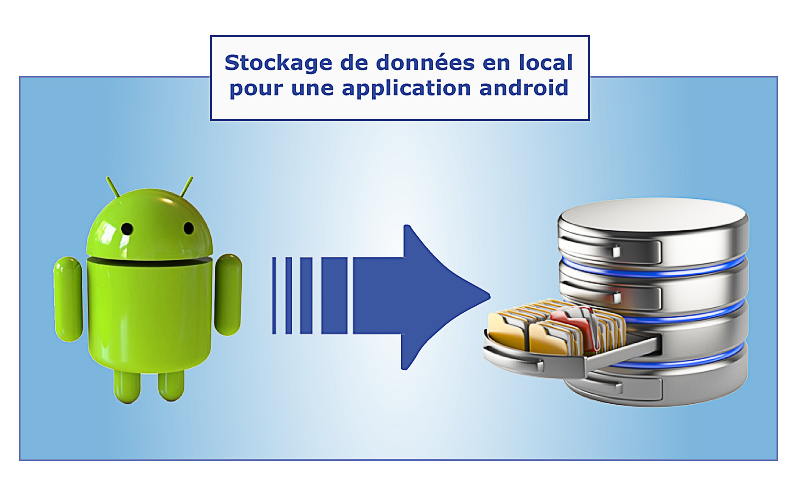 Stockage de données en local
pour une application android